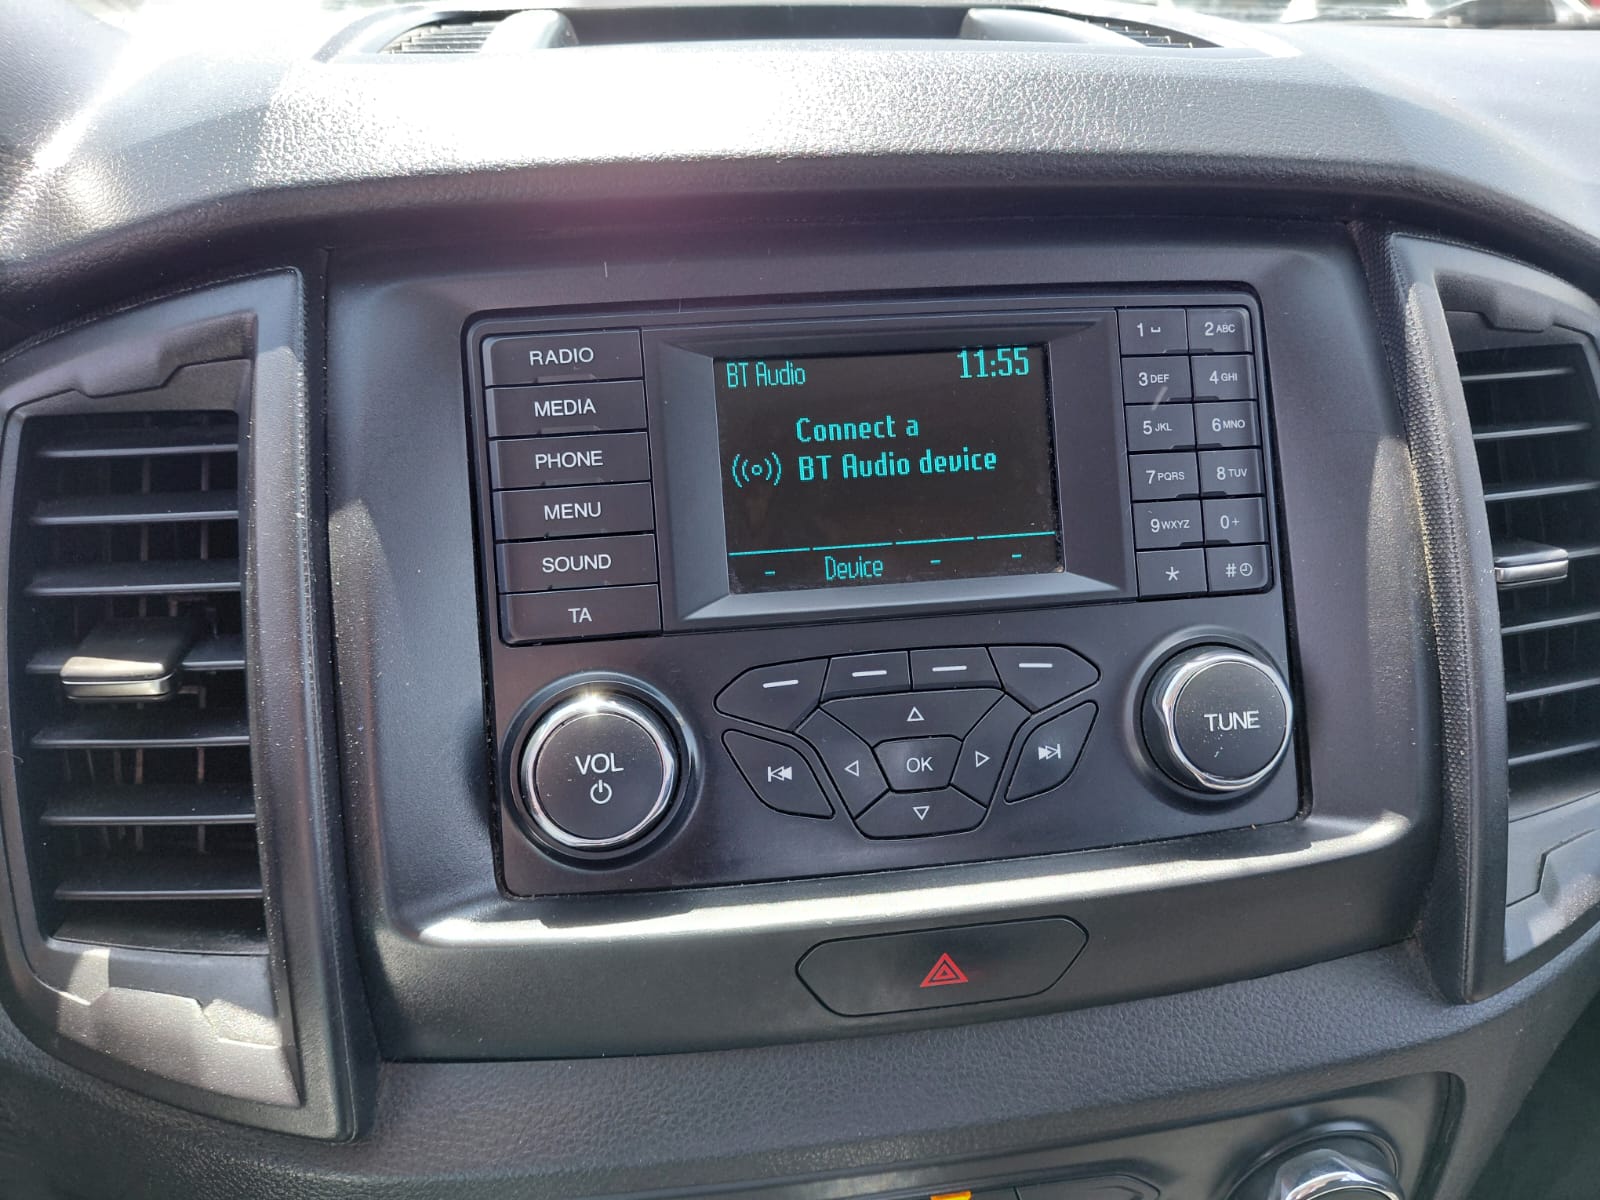 BT Audio 11:55
Connect a
BT Audio device
- Device - -
RADIO
MEDIA
PHONE
MENU
SOUND
TA
1 ⎵ 2 ABC
3 DEF 4 GHI
5 JKL 6 MNO
7 PQRS 8 TUV
9 WXYZ 0 +
* #
VOL
OK
TUNE